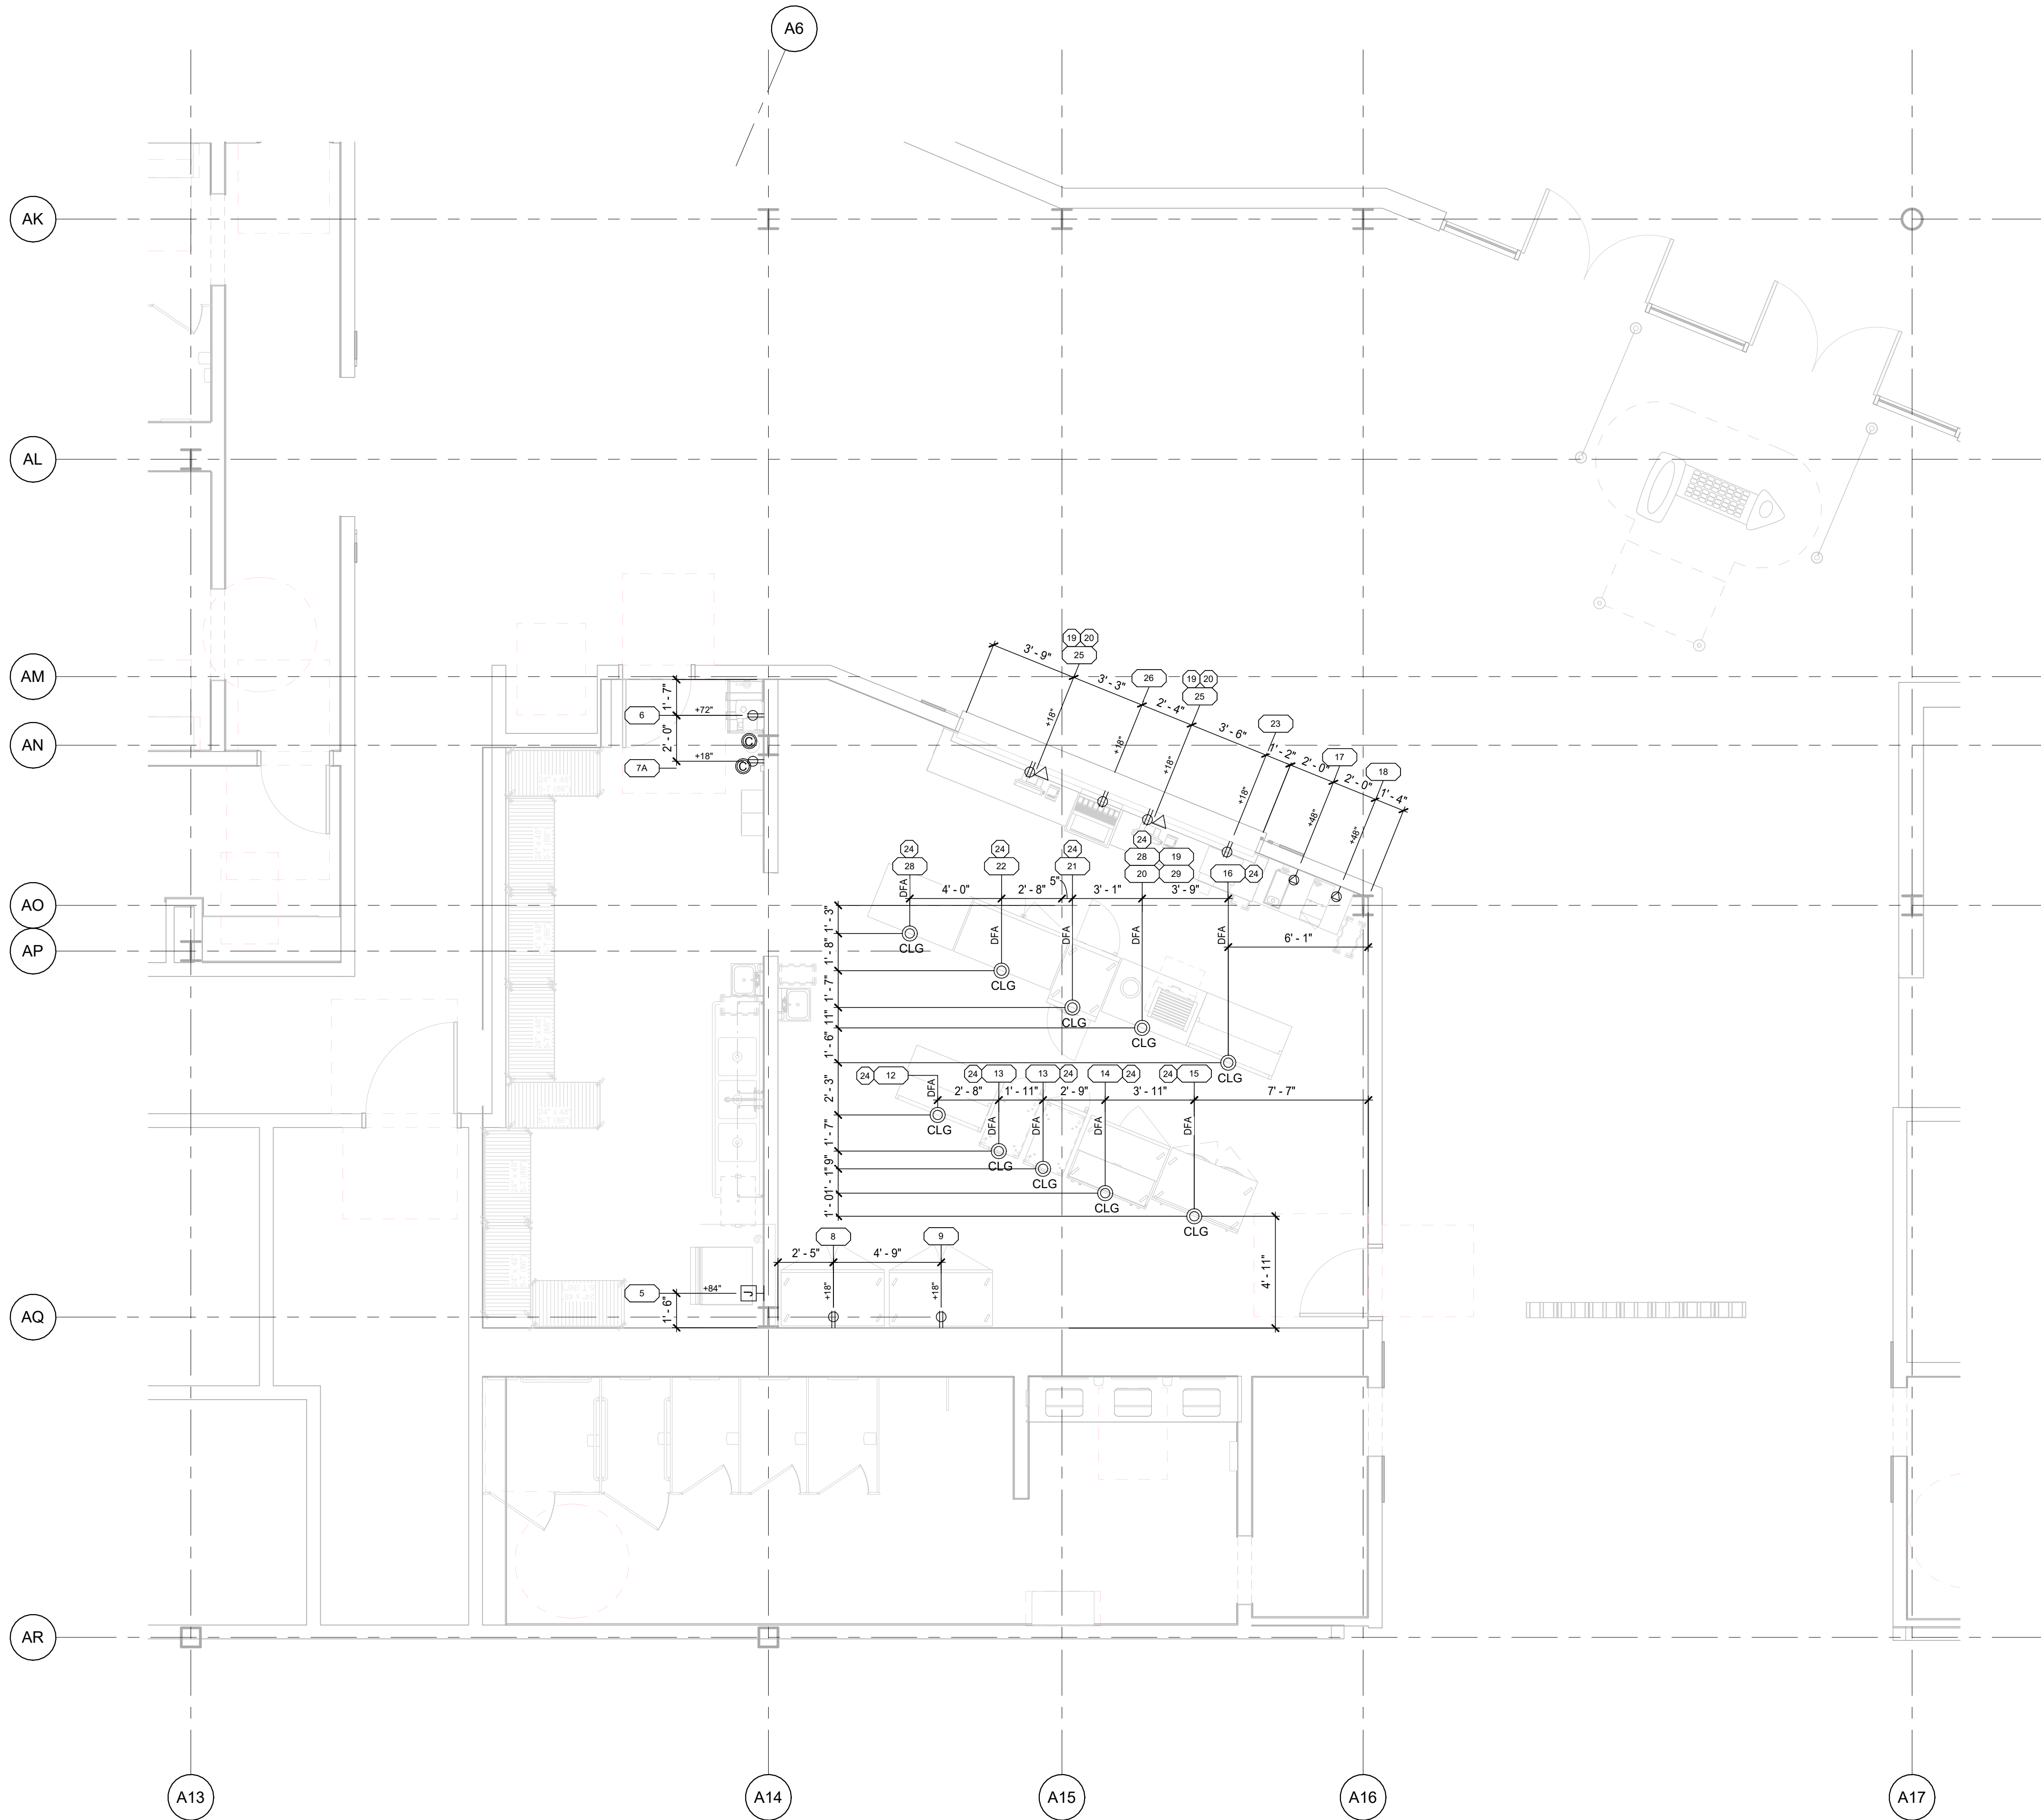 A6
AK
AL
19 20
3' - 9"
25
AM
3' - 3"
26
19 20
1' - 7"
2' - 4"
25
6
+72"
+18"
3' - 6"
23
AN
2' - 0"
+18"
1' - 2"
17
+18"
C
2' - 0"
18
7A
C
+18"
2' - 0"
1' - 4"
+18"
+48"
+48"
24
24
24
24
28
22
21
28 19
20 29
16 24
DFA
4' - 0"
2' - 8"
5"
3' - 1"
3' - 9"
AO
1' - 3"
DFA
DFA
DFA
DFA
6' - 1"
CLG
AP
1' - 8"
CLG
1' - 7"
CLG
11"
CLG
1' - 6"
CLG
24 12
24 13
13 24
14 24
24 15
2' - 3"
DFA
2' - 8"
1' - 11"
2' - 9"
3' - 11"
7' - 7"
CLG
DFA
DFA
DFA
DFA
1' - 7"
CLG
9"
CLG
1' - 1"
CLG
1' - 0"
CLG
8
9
2' - 5"
4' - 9"
4' - 11"
5
+84"
J
+18"
+18"
1' - 6"
AQ
AR
A13
A14
A15
A16
A17